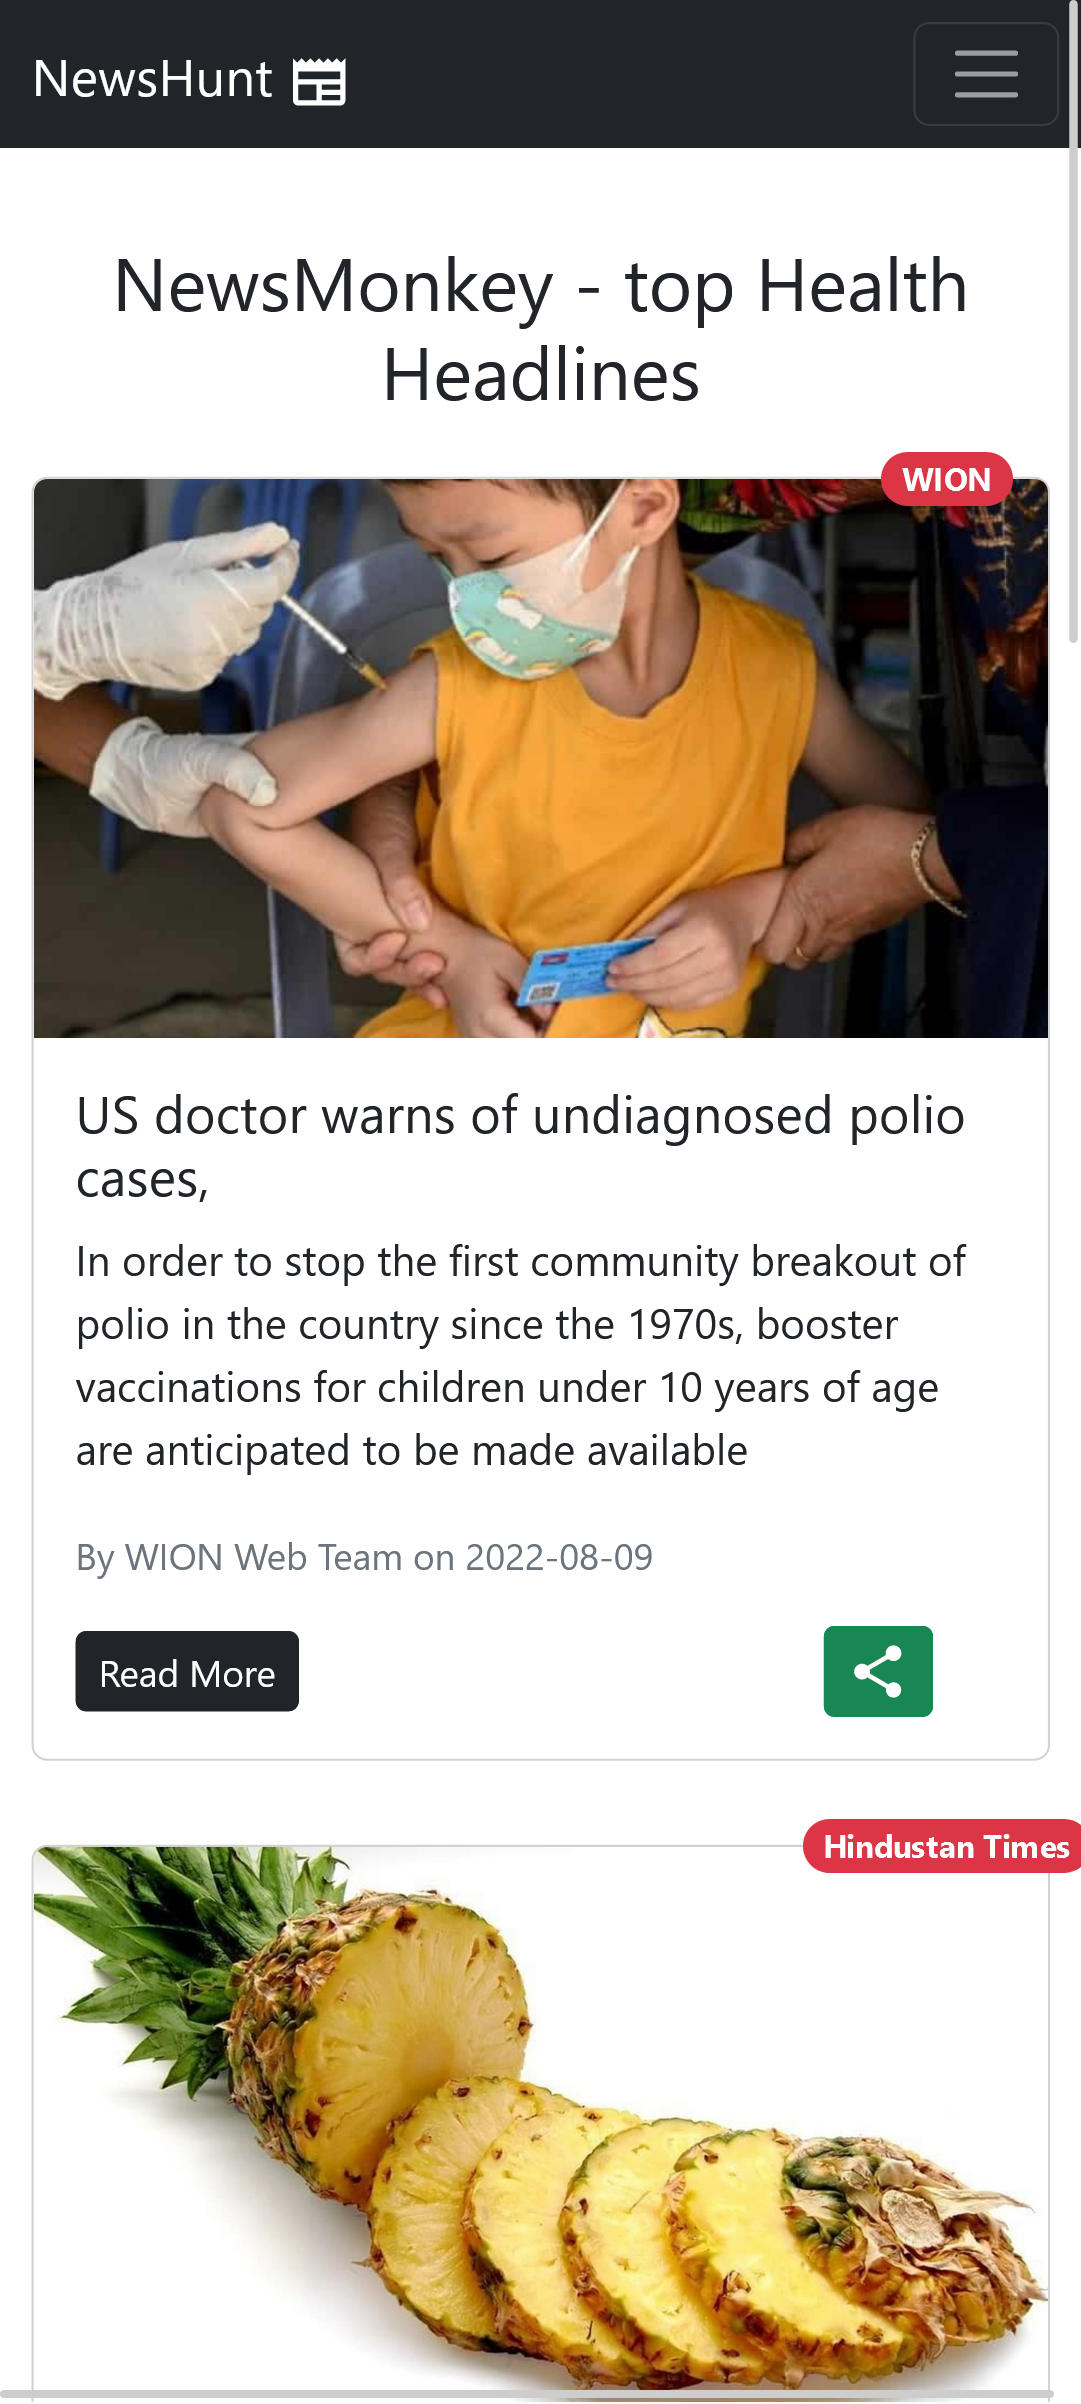 NewsHunt
NewsMonkey - top Health
Headlines
WION
US doctor warns of undiagnosed polio
cases,
In order to stop the first community breakout of
polio in the country since the 1970s, booster
vaccinations for children under 10 years of age
are anticipated to be made available
By WION Web Team on 2022-08-09
Read More
Hindustan Times